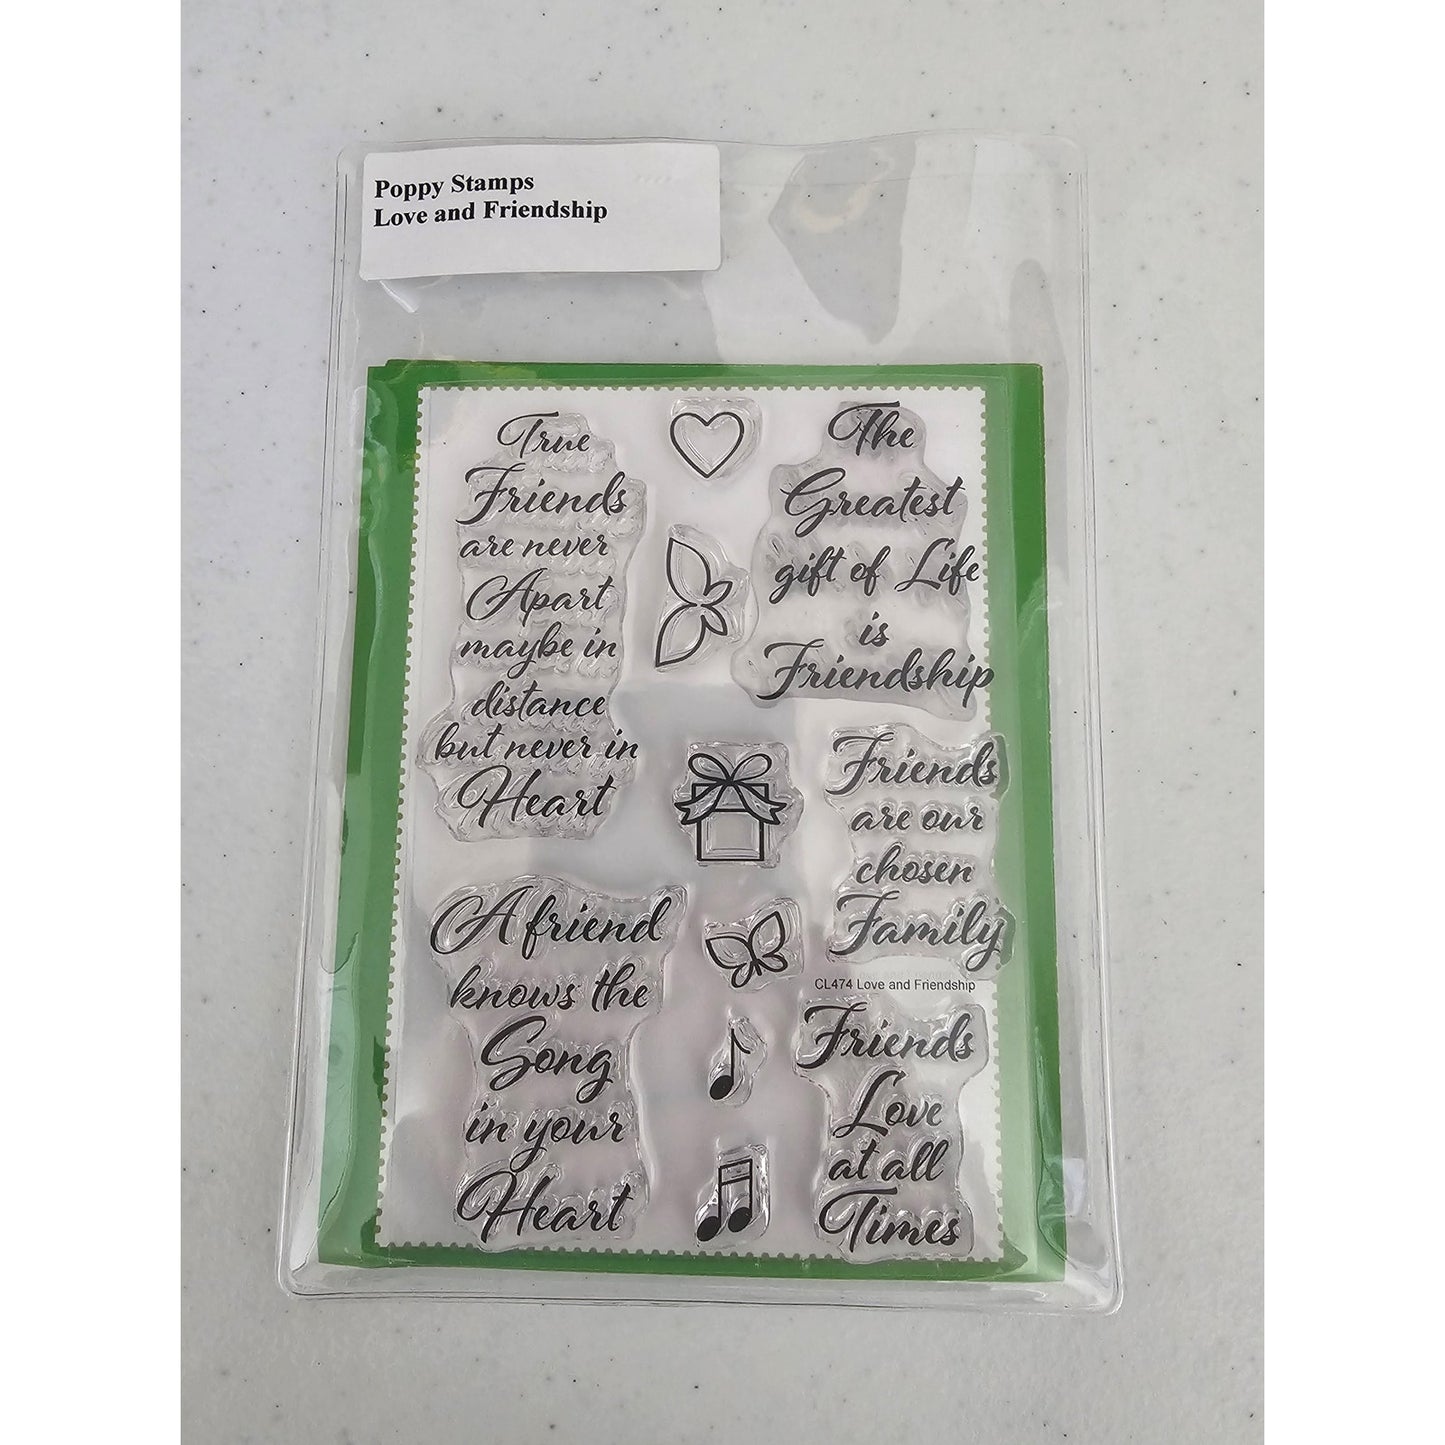 Poppy Stamps
Love and Friendship
True
Friends
are never
Apart
maybe in
distance
but never in
Heart
The
Greatest
gift of Life
is
Friendship
Friends
are our
chosen
Family
A friend
knows the
Song
in your
Heart
CL474 Love and Friendship
Friends
Love
at all
Times